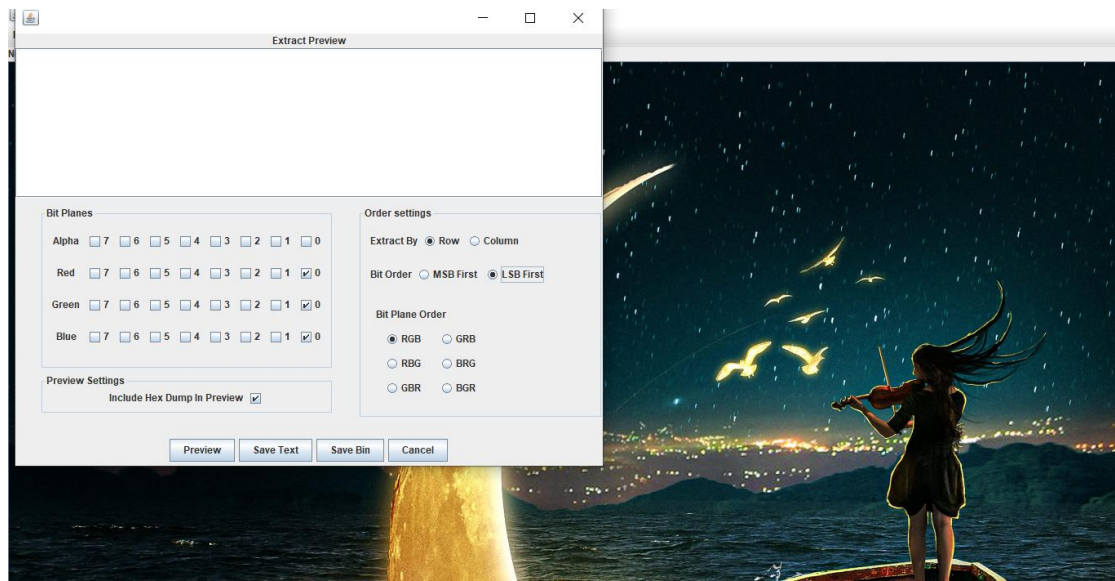 Extract Preview
Bit Planes
Alpha 7 6 5 4 3 2 1 0
Red 7 6 5 4 3 2 1 0
Green 7 6 5 4 3 2 1 0
Blue 7 6 5 4 3 2 1 0
Preview Settings
Include Hex Dump In Preview
Order settings
Extract By Row Column
Bit Order MSB First LSB First
Bit Plane Order
RGB GRB
RBG BRG
GBR BGR
Preview Save Text Save Bin Cancel